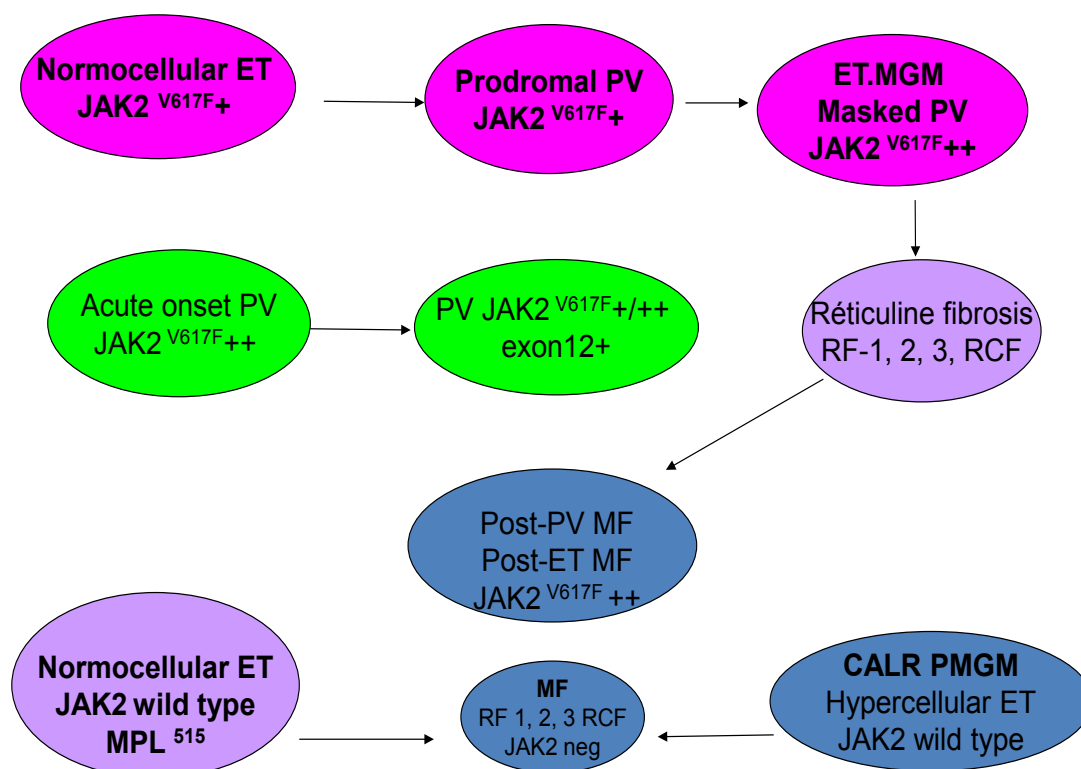 Normocellular ET
JAK2 V617F+
Prodromal PV
JAK2 V617F+
ET.MGM
Masked PV
JAK2 V617F++
Acute onset PV
JAK2 V617F++
PV JAK2 V617F+/++
exon12+
Réticuline fibrosis
RF-1, 2, 3, RCF
Post-PV MF
Post-ET MF
JAK2 V617F ++
Normocellular ET
JAK2 wild type
MPL 515
MF
RF 1, 2, 3 RCF
JAK2 neg
CALR PMGM
Hypercellular ET
JAK2 wild type